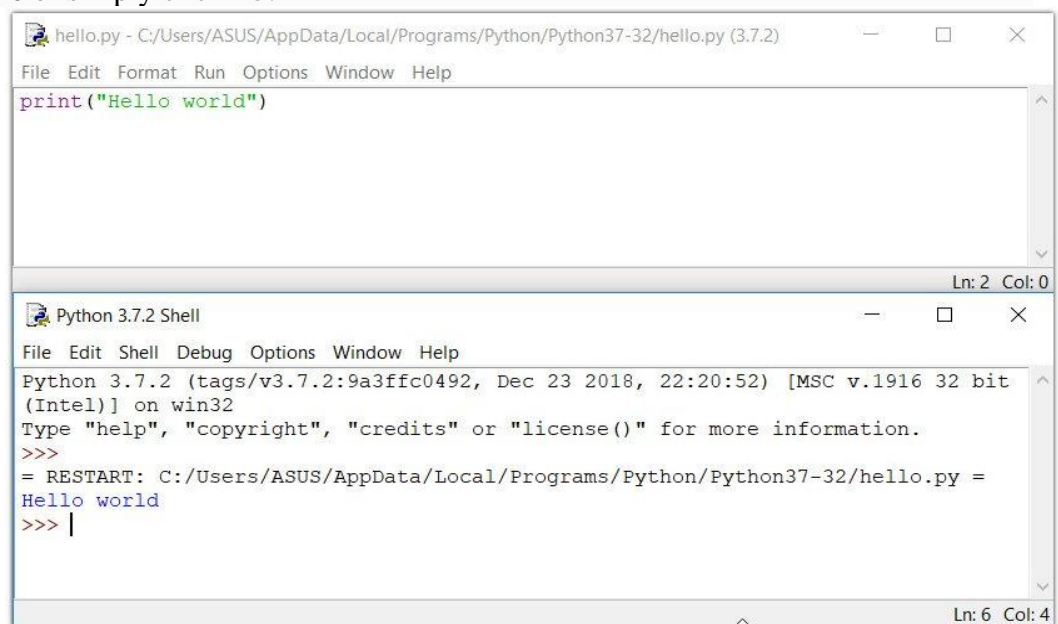 hello.py - C:/Users/ASUS/AppData/Local/Programs/Python/Python37-32/hello.py (3.7.2)
File Edit Format Run Options Window Help
print("Hello world")
Ln: 2 Col: 0
Python 3.7.2 Shell
File Edit Shell Debug Options Window Help
Python 3.7.2 (tags/v3.7.2:9a3ffc0492, Dec 23 2018, 22:20:52) [MSC v.1916 32 bit
(Intel)] on win32
Type "help", "copyright", "credits" or "license()" for more information.
>>>
= RESTART: C:/Users/ASUS/AppData/Local/Programs/Python/Python37-32/hello.py =
Hello world
>>>
Ln: 6 Col: 4